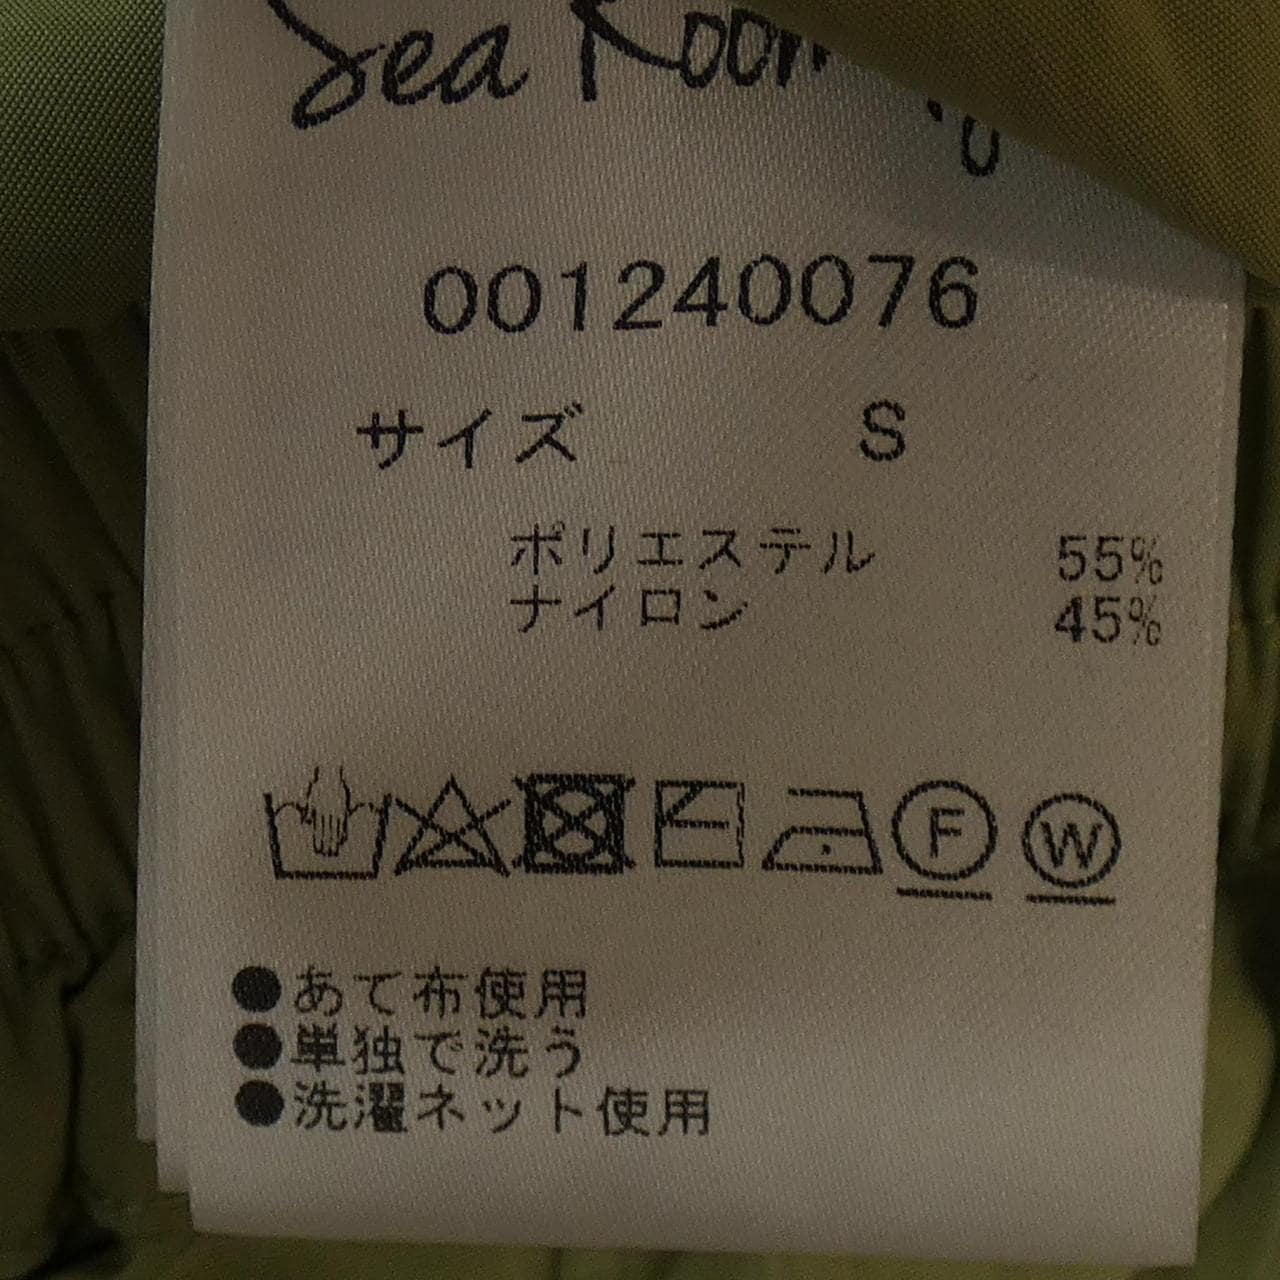 Sea Room
001240076
サイズ S
ポリエステル 55%
ナイロン 45%
F W
●あて布使用
●単独で洗う
●洗濯ネット使用